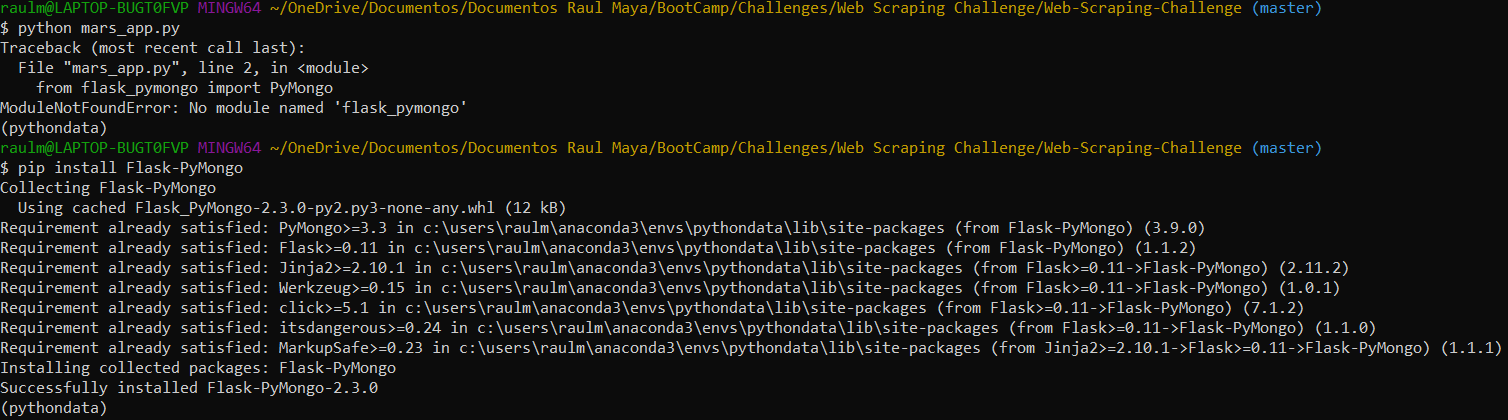 raulm@LAPTOP-BUGT0FVP MINGW64 ~/OneDrive/Documentos/Documentos Raul Maya/BootCamp/Challenges/Web Scraping Challenge/Web-Scraping-Challenge (master)
$ python mars_app.py
Traceback (most recent call last):
  File "mars_app.py", line 2, in <module>
    from flask_pymongo import PyMongo
ModuleNotFoundError: No module named 'flask_pymongo'
(pythondata)
raulm@LAPTOP-BUGT0FVP MINGW64 ~/OneDrive/Documentos/Documentos Raul Maya/BootCamp/Challenges/Web Scraping Challenge/Web-Scraping-Challenge (master)
$ pip install Flask-PyMongo
Collecting Flask-PyMongo
  Using cached Flask_PyMongo-2.3.0-py2.py3-none-any.whl (12 kB)
Requirement already satisfied: PyMongo>=3.3 in c:\users\raulm\anaconda3\envs\pythondata\lib\site-packages (from Flask-PyMongo) (3.9.0)
Requirement already satisfied: Flask>=0.11 in c:\users\raulm\anaconda3\envs\pythondata\lib\site-packages (from Flask-PyMongo) (1.1.2)
Requirement already satisfied: Jinja2>=2.10.1 in c:\users\raulm\anaconda3\envs\pythondata\lib\site-packages (from Flask>=0.11->Flask-PyMongo) (2.11.2)
Requirement already satisfied: Werkzeug>=0.15 in c:\users\raulm\anaconda3\envs\pythondata\lib\site-packages (from Flask>=0.11->Flask-PyMongo) (1.0.1)
Requirement already satisfied: click>=5.1 in c:\users\raulm\anaconda3\envs\pythondata\lib\site-packages (from Flask>=0.11->Flask-PyMongo) (7.1.2)
Requirement already satisfied: itsdangerous>=0.24 in c:\users\raulm\anaconda3\envs\pythondata\lib\site-packages (from Flask>=0.11->Flask-PyMongo) (1.1.0)
Requirement already satisfied: MarkupSafe>=0.23 in c:\users\raulm\anaconda3\envs\pythondata\lib\site-packages (from Jinja2>=2.10.1->Flask>=0.11->Flask-PyMongo) (1.1.1)
Installing collected packages: Flask-PyMongo
Successfully installed Flask-PyMongo-2.3.0
(pythondata)